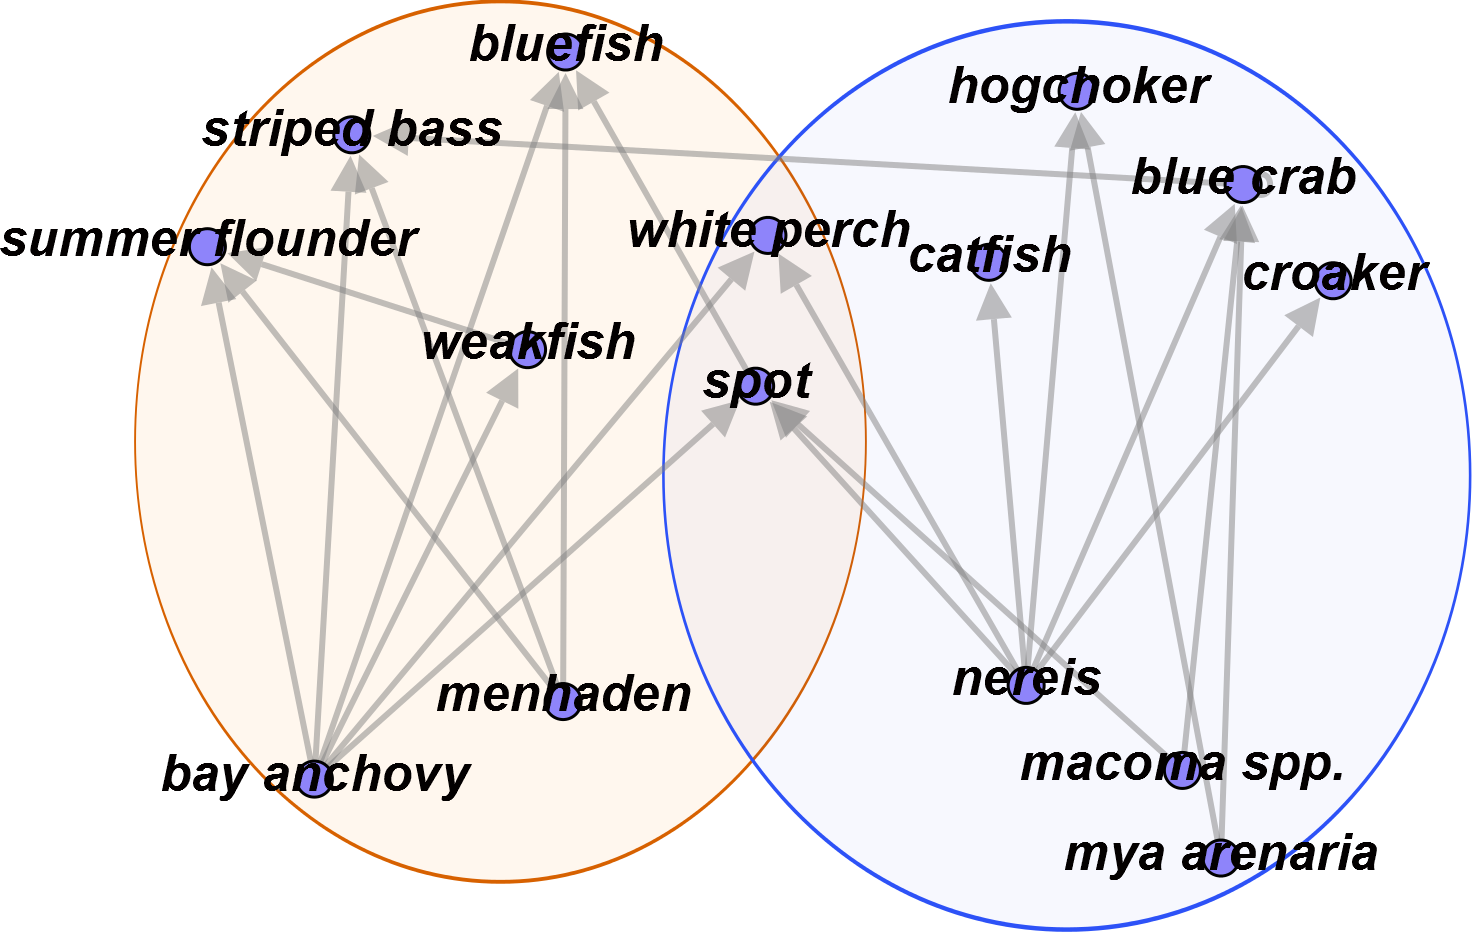 bluefish
hogchoker
striped bass
blue crab
summer flounder
white perch
catfish
croaker
weakfish
spot
nereis
menhaden
macoma spp.
bay anchovy
mya arenaria